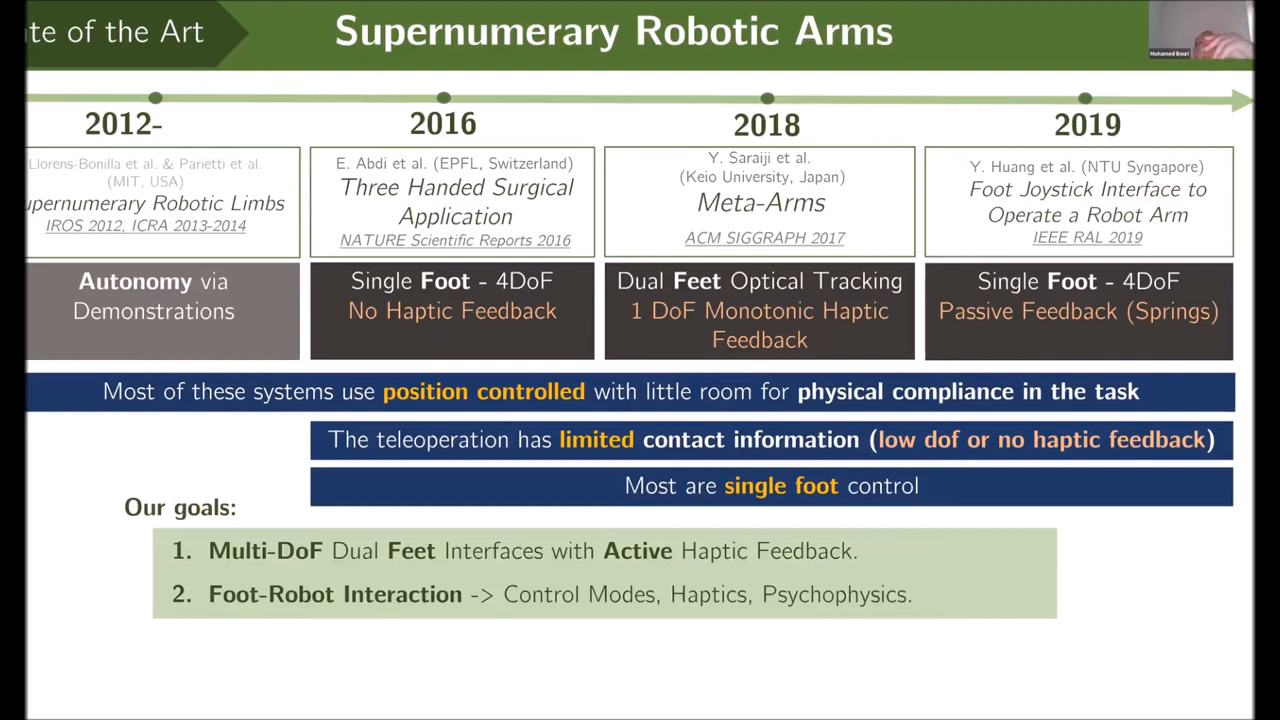 te of the Art
Supernumerary Robotic Arms
Mohamed Bouri
2012-
2016
2018
2019
Llorens-Bonilla et al. & Parietti et al.
(MIT, USA)
upernumerary Robotic Limbs
IROS 2012, ICRA 2013-2014
E. Abdi et al. (EPFL, Switzerland)
Three Handed Surgical
Application
NATURE Scientific Reports 2016
Y. Saraiji et al.
(Keio University, Japan)
Meta-Arms
ACM SIGGRAPH 2017
Y. Huang et al. (NTU Syngapore)
Foot Joystick Interface to
Operate a Robot Arm
IEEE RAL 2019
Autonomy via
Demonstrations
Single Foot - 4DoF
No Haptic Feedback
Dual Feet Optical Tracking
1 DoF Monotonic Haptic
Feedback
Single Foot - 4DoF
Passive Feedback (Springs)
Most of these systems use position controlled with little room for physical compliance in the task
The teleoperation has limited contact information (low dof or no haptic feedback)
Most are single foot control
Our goals:
1. Multi-DoF Dual Feet Interfaces with Active Haptic Feedback.
2. Foot-Robot Interaction -> Control Modes, Haptics, Psychophysics.